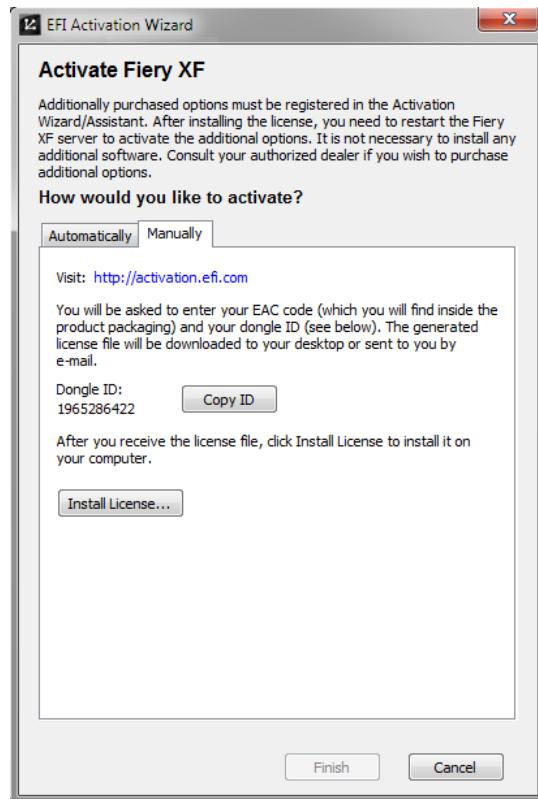 EFI Activation Wizard
Activate Fiery XF
Additionally purchased options must be registered in the Activation
Wizard/Assistant. After installing the license, you need to restart the Fiery
XF server to activate the additional options. It is not necessary to install any
additional software. Consult your authorized dealer if you wish to purchase
additional options.
How would you like to activate?
Automatically Manually
Visit: http://activation.efi.com
You will be asked to enter your EAC code (which you will find inside the
product packaging) and your dongle ID (see below). The generated
license file will be downloaded to your desktop or sent to you by
e-mail.
Dongle ID:
1965286422
Copy ID
After you receive the license file, click Install License to install it on
your computer.
Install License...
Finish Cancel